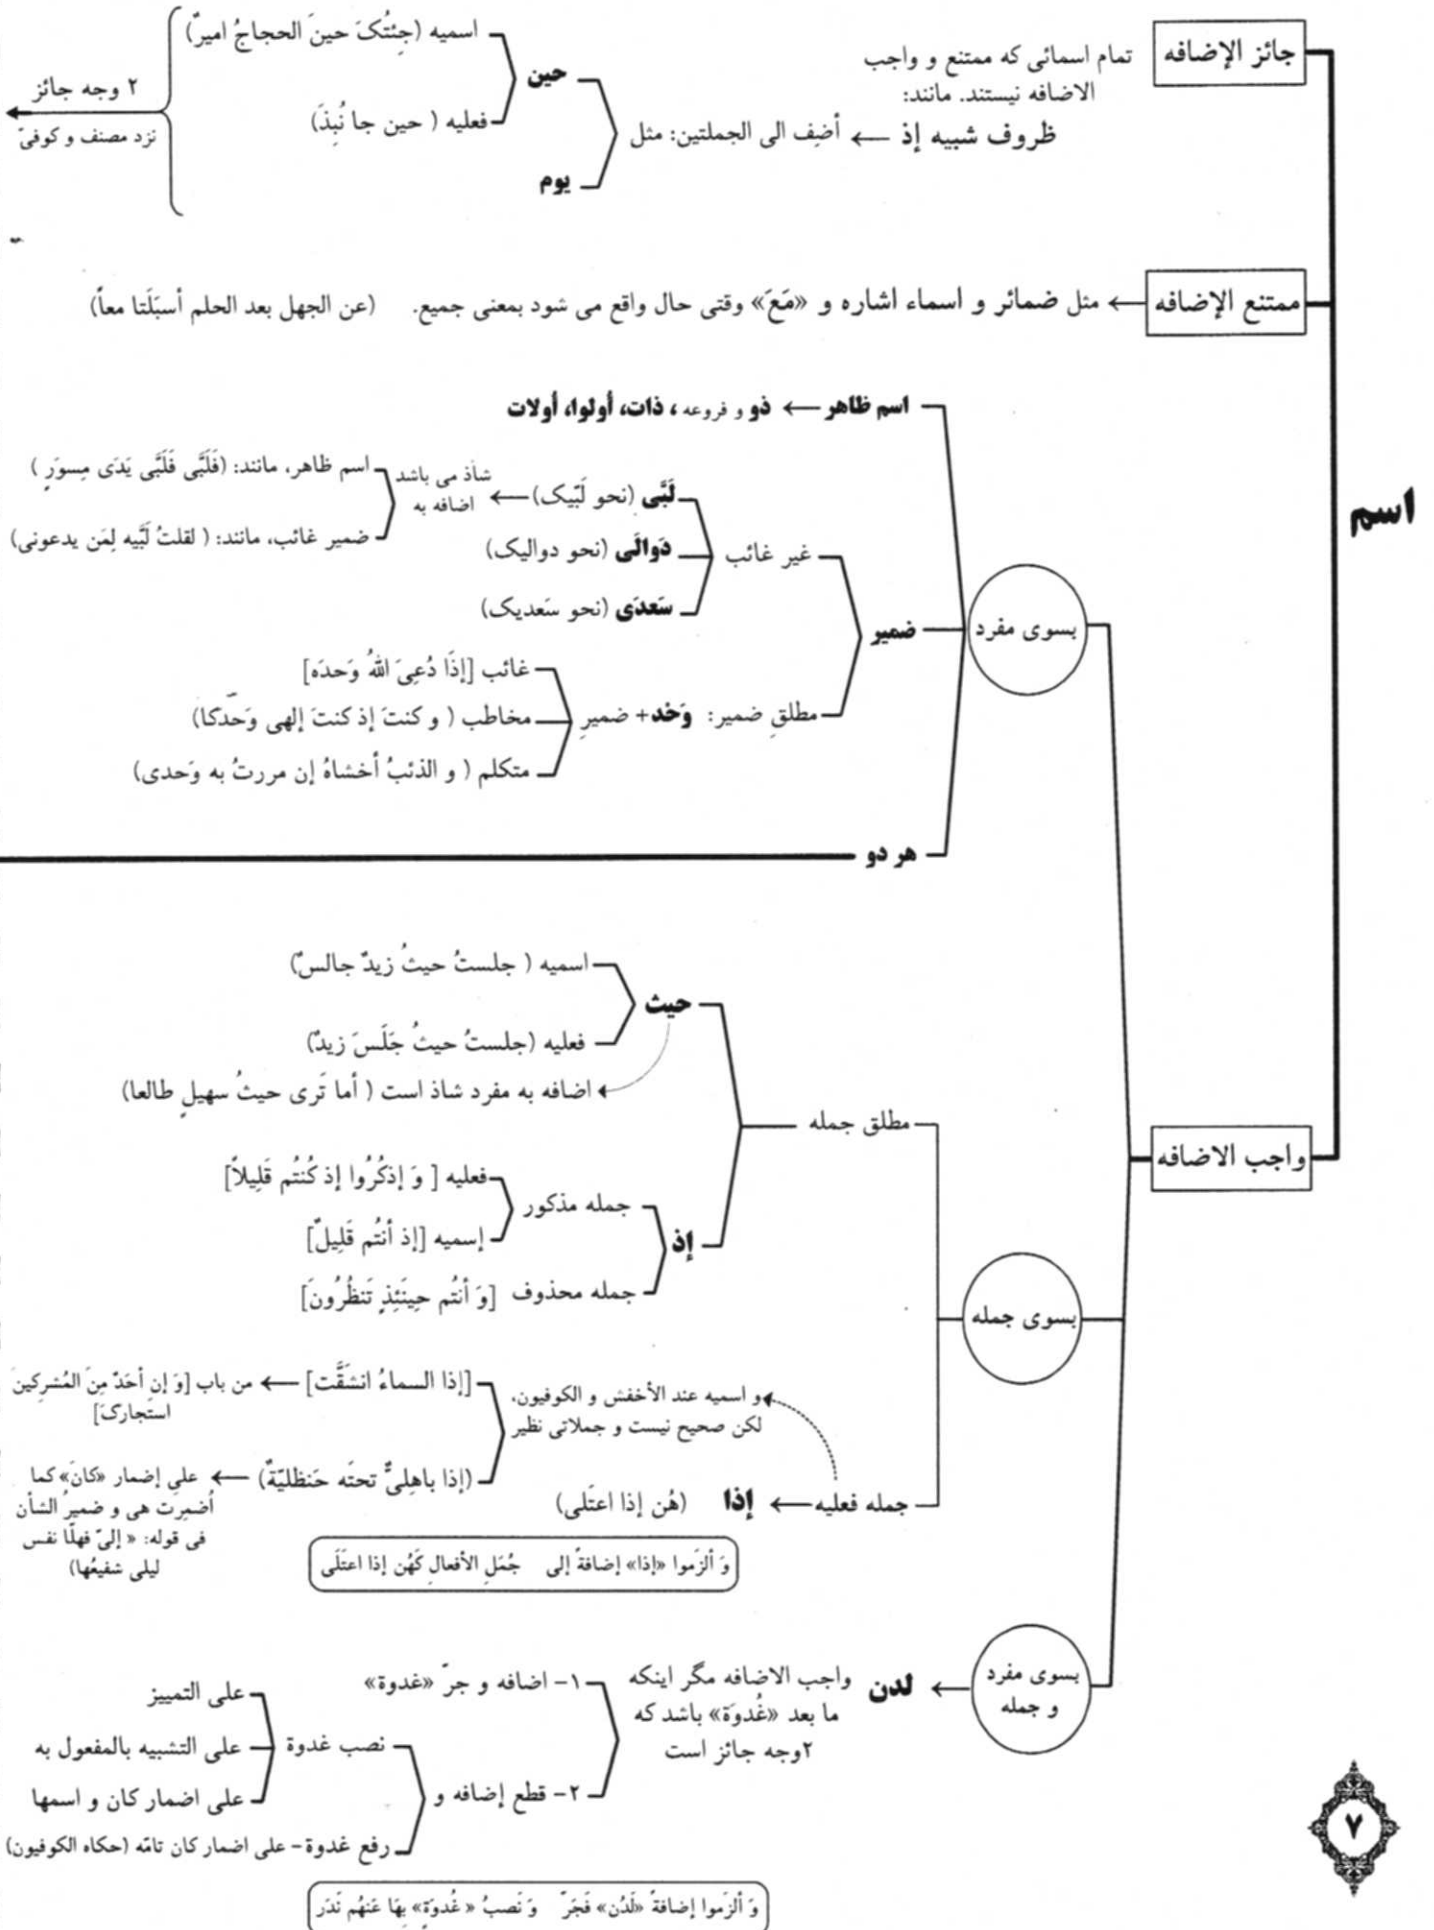 اسم
جائز الإضافه
تمام اسمائی که ممتنع و واجب
الاضافه نیستند. مانند:
ظروف شبیه إذ ← أضِف الی الجملتین: مثل
حین
اسمیه (جِئتُکَ حینَ الحجاجُ امیرٌ)
فعلیه ( حین جا نُبِذَ)
یوم
۲ وجه جائز
نزد مصنف و کوفیّ
ممتنع الإضافه ← مثل ضمائر و اسماء اشاره و «مَعَ» وقتی حال واقع می شود بمعنی جمیع. (عن الجهل بعد الحلم أسبَلَتا معاً)
واجب الاضافه
بسوی مفرد
اسم ظاهر ← ذو و فروعه ، ذات، أولوا، أولات
ضمیر
غیر غائب
لَبَّی (نحو لَبّیک) ←
شاذ می باشد
اضافه به
اسم ظاهر، مانند: (فَلَبَّی فَلَبَّی یَدَی مِسوَرٍ )
ضمیر غائب، مانند: ( لقلتُ لَبَّیه لِمَن یدعونی)
دَوالَی (نحو دوالیک)
سَعدَی (نحو سَعدیک)
مطلقِ ضمیر: وَحْد+ ضمیرِ
غائب [إذَا دُعِیَ اللهُ وَحدَه]
مخاطب ( و کنتَ إذ کنتَ إلهی وَحدَکا)
متکلم ( و الذئبُ أخشاهُ إن مررتُ به وَحدی)
هر دو
بسوی جمله
مطلق جمله
حیث
اسمیه ( جلستُ حیثُ زیدٌ جالسٌ)
فعلیه (جلستُ حیثُ جَلَسَ زیدٌ)
اضافه به مفرد شاذ است ( أما تَری حیثُ سهیلٍ طالعا)
إذ
جمله مذکور
فعلیه [ وَ إذکُرُوا إذ کُنتُم قَلِیلاً]
إسمیه [إذ أنتُم قَلِیلٌ]
جمله محذوف [وَ أنتُم حِینَئِذٍ تَنظُرُونَ]
و اسمیه عند الأخفش و الکوفیون،
لکن صحیح نیست و جملاتی نظیر
[إذا السماءُ انشَقَّت] ← من باب [وَ إن أحَدٌ مِنَ المُشرِکینَ
استَجارکَ]
(إذا باهِلیٌّ تحتَه حَنظلیّةٌ) ← علی إضمار «کانَ» کما
أضمِرَت هی و ضمیرُ الشأن
فی قوله: « إلیّ فهلّا نفس
لیلی شفیعُها)
جمله فعلیه ← إذا (هُن إذا اعتَلی)
وَ ألزَموا «إذا» إضافةً إلی جُمَلِ الأفعالِ کَهُن إذا اعتَلَی
بسوی مفرد
و جمله
← لدن واجب الاضافه مگر اینکه
ما بعد «غُدوَة» باشد که
۲وجه جائز است
۱- اضافه و جرّ «غدوة»
۲- قطع إضافه و
نصب غدوة
علی التمییز
علی التشبیه بالمفعول به
علی اضمار کان و اسمها
رفع غدوة - علی اضمار کان تامّه (حکاه الکوفیون)
وَ ألزَموا إضافةً «لَدُن» فَجَرّ وَ نَصبُ « غُدوَةٍ» بِهَا عَنهُم نَدَر
۷